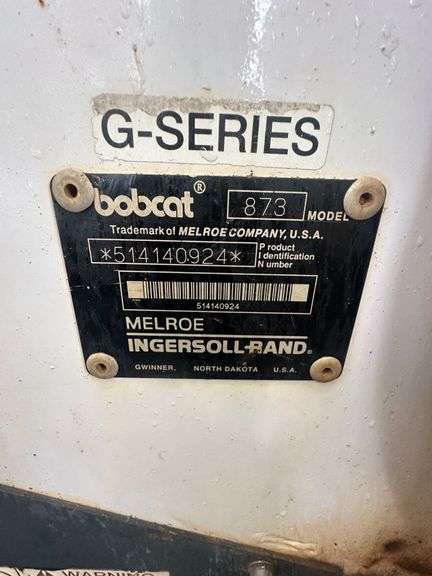 G-SERIES
bobcat® 873 MODEL
Trademark of MELROE COMPANY, U.S.A.
*514140924* Product Identification Number
514140924
MELROE
INGERSOLL-RAND®
GWINNER, NORTH DAKOTA U.S.A.
WARNING